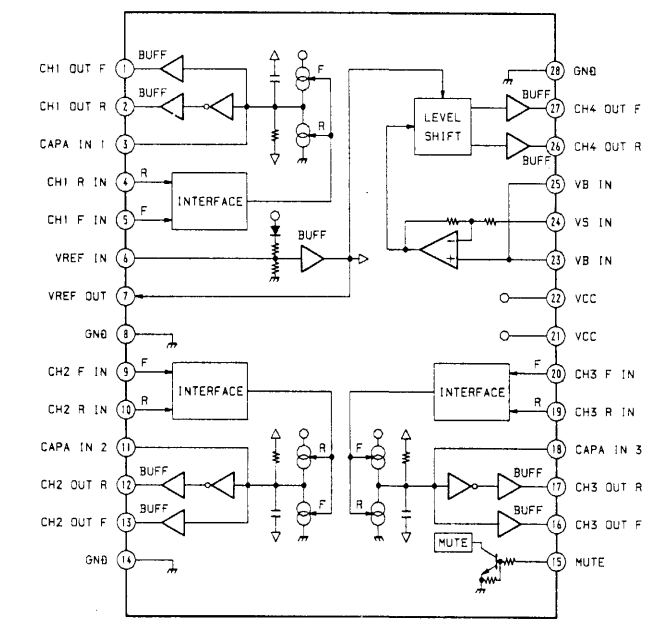 CH1 OUT F 1 BUFF
CH1 OUT R 2 BUFF
CAPA IN 1 3
CH1 R IN 4 R
CH1 F IN 5 F
INTERFACE
F
R
VREF IN 6
BUFF
VREF OUT 7
GND 8
CH2 F IN 9 F
CH2 R IN 10 R
INTERFACE
CAPA IN 2 11
CH2 OUT R 12 BUFF
CH2 OUT F 13 BUFF
GND 14
R
F
28 GND
BUFF 27 CH4 OUT F
26 CH4 OUT R
BUFF
LEVEL
SHIFT
25 VB IN
24 VS IN
23 VB IN
- +
22 VCC
21 VCC
F 20 CH3 F IN
R 19 CH3 R IN
INTERFACE
F
R
18 CAPA IN 3
BUFF 17 CH3 OUT R
BUFF 16 CH3 OUT F
MUTE
15 MUTE